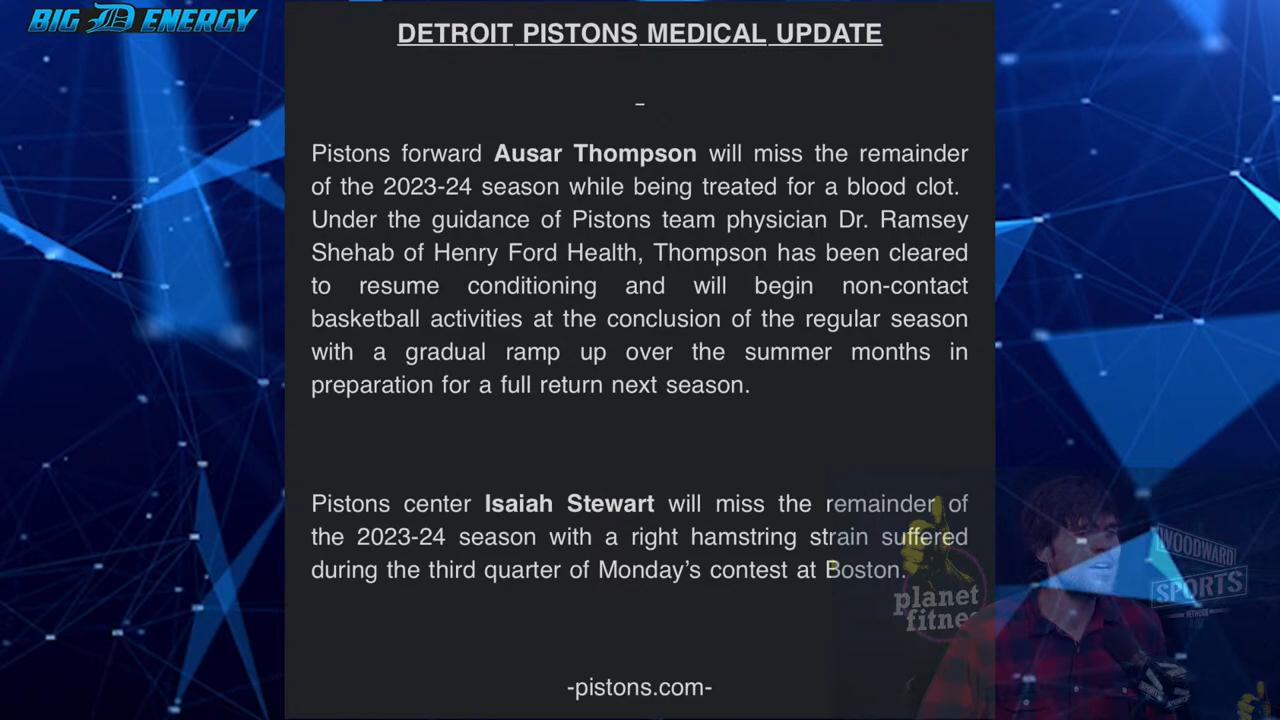 BIG D ENERGY
DETROIT PISTONS MEDICAL UPDATE
–
Pistons forward Ausar Thompson will miss the remainder
of the 2023-24 season while being treated for a blood clot.
Under the guidance of Pistons team physician Dr. Ramsey
Shehab of Henry Ford Health, Thompson has been cleared
to resume conditioning and will begin non-contact
basketball activities at the conclusion of the regular season
with a gradual ramp up over the summer months in
preparation for a full return next season.
Pistons center Isaiah Stewart will miss the remainder of
the 2023-24 season with a right hamstring strain suffered
during the third quarter of Monday's contest at Boston.
planet
fitne
WOODWARD
SPORTS
NETWORK
-pistons.com-